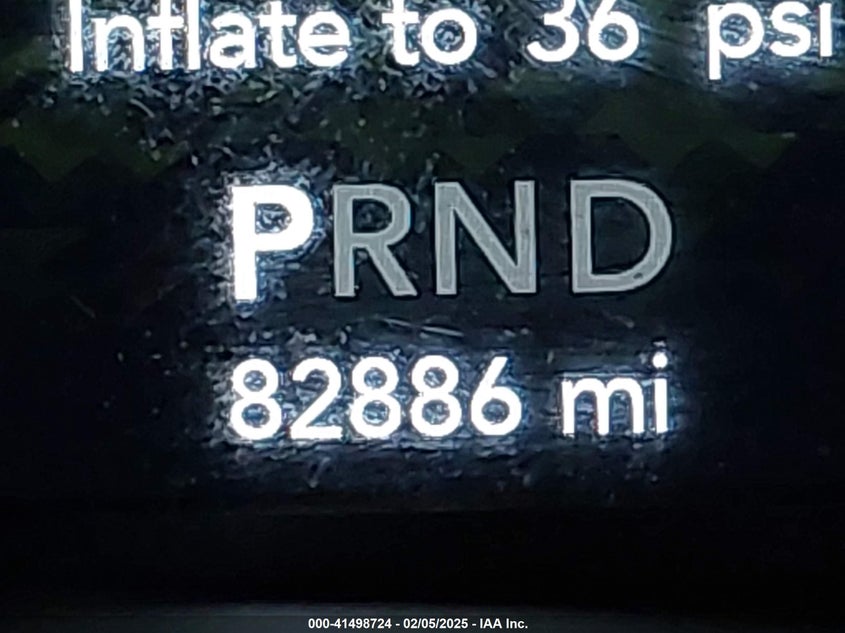 Inflate to 36 psi
PRND
82886 mi
000-41498724 - 02/05/2025 - IAA Inc.